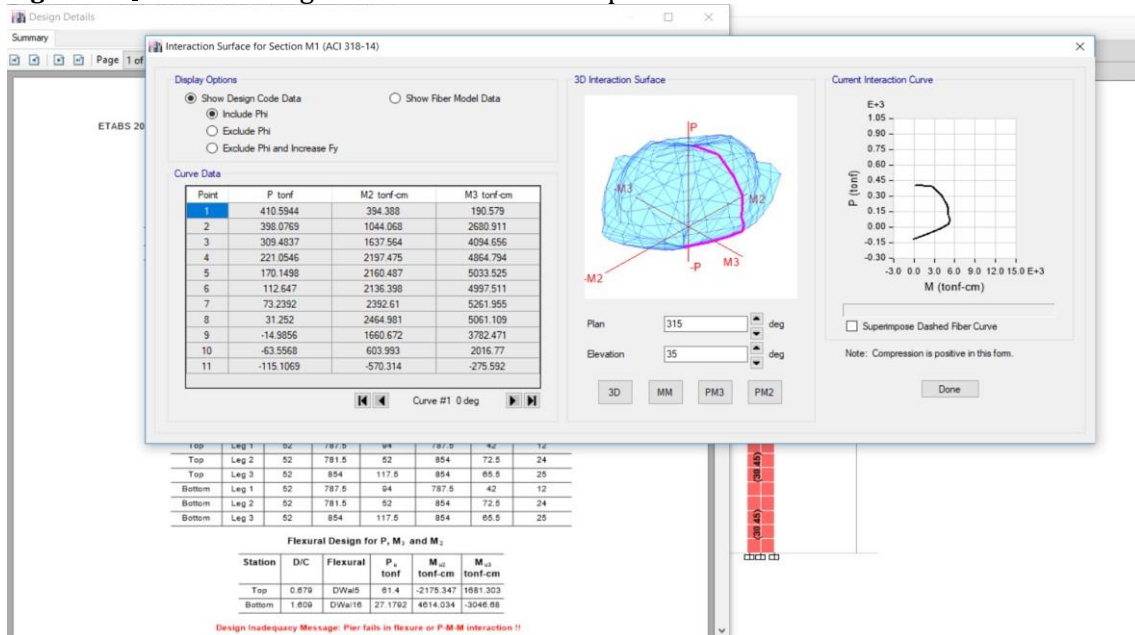 Design Details
Summary
Page 1 of
ETABS 20
Interaction Surface for Section M1 (ACI 318-14)
Display Options
Show Design Code Data
Show Fiber Model Data
Include Phi
Exclude Phi
Exclude Phi and Increase Fy
Curve Data
Point P tonf M2 tonf-cm M3 tonf-cm
1 410.5944 394.388 190.579
2 398.0769 1044.068 2680.911
3 309.4837 1637.564 4094.656
4 221.0546 2197.475 4864.794
5 170.1498 2160.487 5033.525
6 112.647 2136.398 4997.511
7 73.2392 2392.61 5261.955
8 31.252 2464.981 5061.109
9 -14.9856 1660.672 3782.471
10 -63.5568 603.993 2016.77
11 -115.1069 -570.314 -275.592
Curve #1 0 deg
3D Interaction Surface
P
-M3
M2
-M2
-P
M3
Plan 315 deg
Elevation 35 deg
3D MM PM3 PM2
Current Interaction Curve
E+3
1.05
0.90
0.75
0.60
0.45
0.30
0.15
0.00
-0.15
-0.30
P (tonf)
-3.0 0.0 3.0 6.0 9.0 12.0 15.0 E+3
M (tonf-cm)
Superimpose Dashed Fiber Curve
Note: Compression is positive in this form.
Done
Top Leg 1 52 787.5 94 787.5 42 12
Top Leg 2 52 781.5 52 854 72.5 24
Top Leg 3 52 854 117.5 854 65.5 25
Bottom Leg 1 52 787.5 94 787.5 42 12
Bottom Leg 2 52 781.5 52 854 72.5 24
Bottom Leg 3 52 854 117.5 854 65.5 25
Flexural Design for P, M3 and M2
Station D/C Flexural Pu tonf Mu2 tonf-cm Mu3 tonf-cm
Top 0.679 DWal5 61.4 -2175.347 1681.303
Bottom 1.609 DWal16 27.1792 4614.034 -3046.68
Design Inadequacy Message: Pier fails in flexure or P-M-M interaction !!
(30.45)
(30.45)